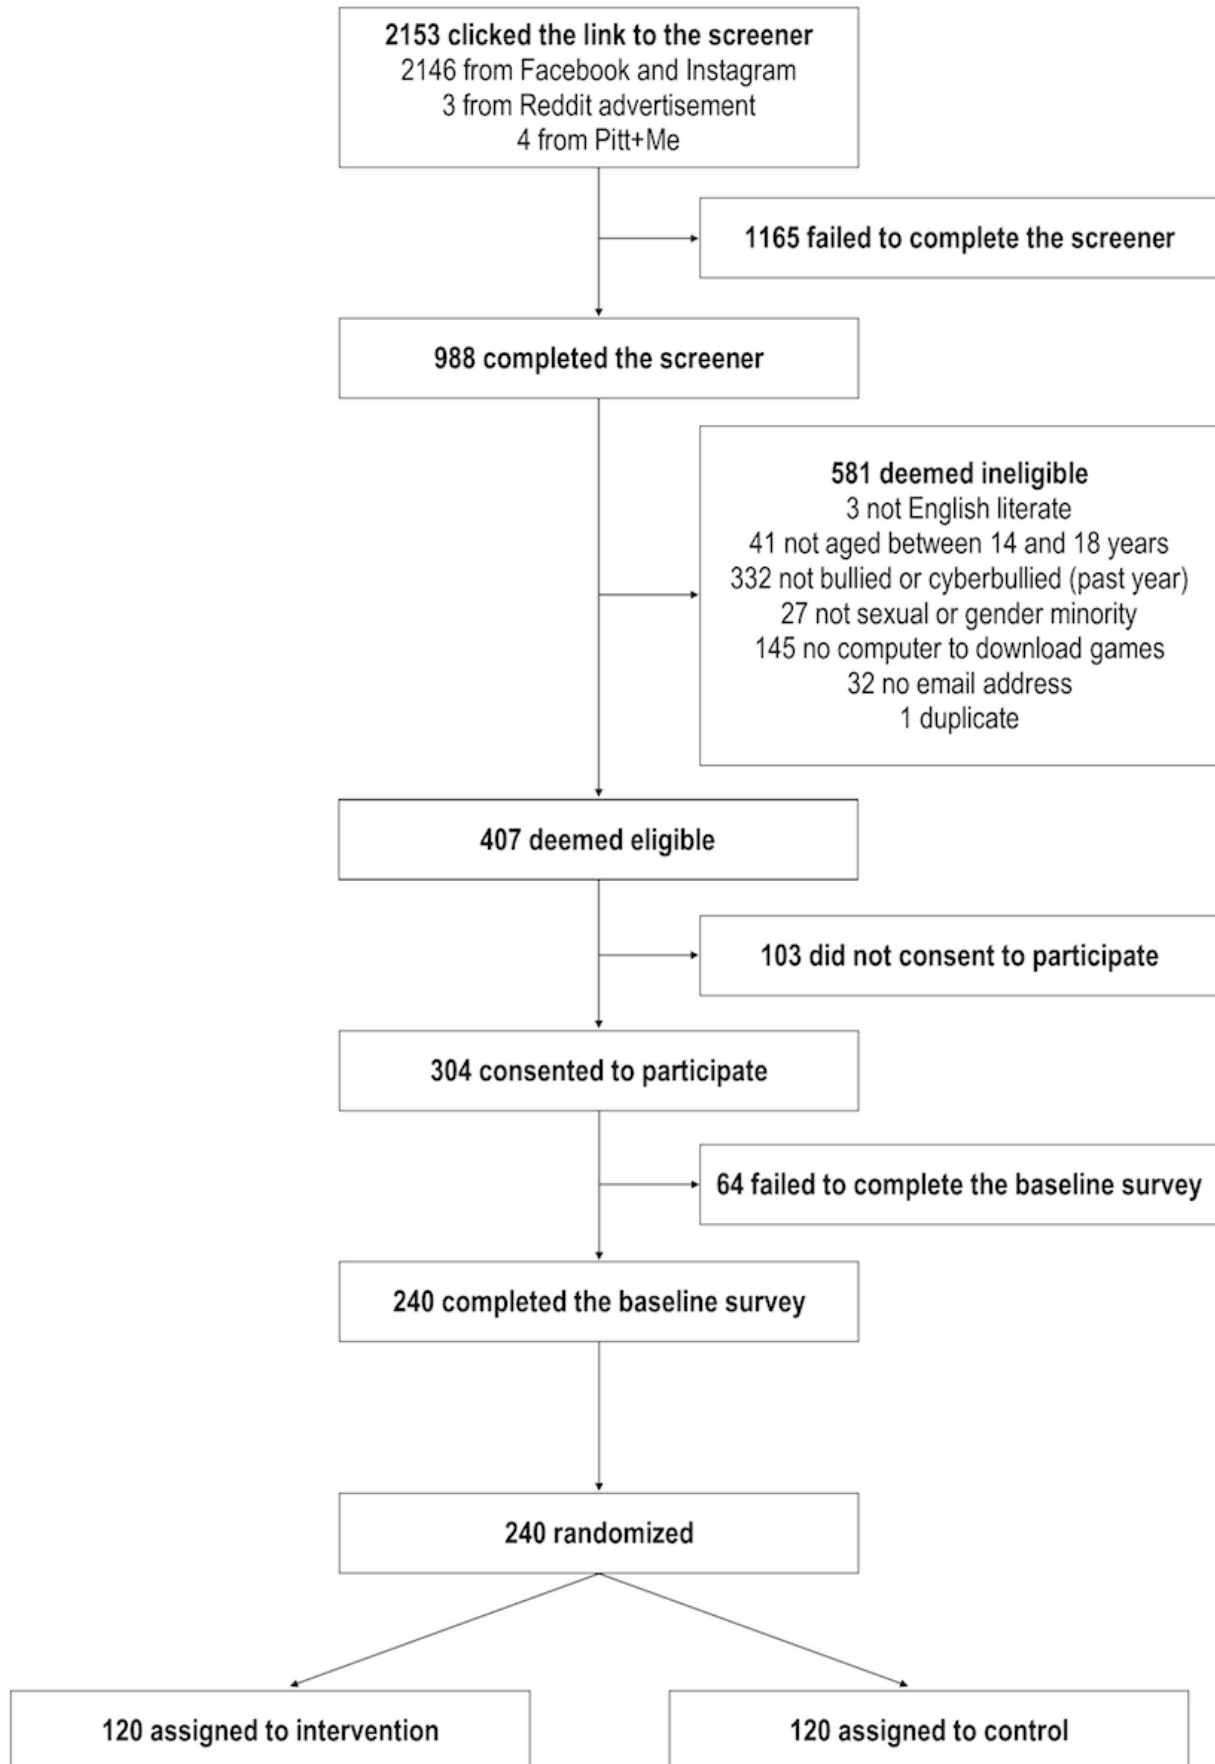 2153 clicked the link to the screener
2146 from Facebook and Instagram
3 from Reddit advertisement
4 from Pitt+Me
1165 failed to complete the screener
988 completed the screener
581 deemed ineligible
3 not English literate
41 not aged between 14 and 18 years
332 not bullied or cyberbullied (past year)
27 not sexual or gender minority
145 no computer to download games
32 no email address
1 duplicate
407 deemed eligible
103 did not consent to participate
304 consented to participate
64 failed to complete the baseline survey
240 completed the baseline survey
240 randomized
120 assigned to intervention
120 assigned to control